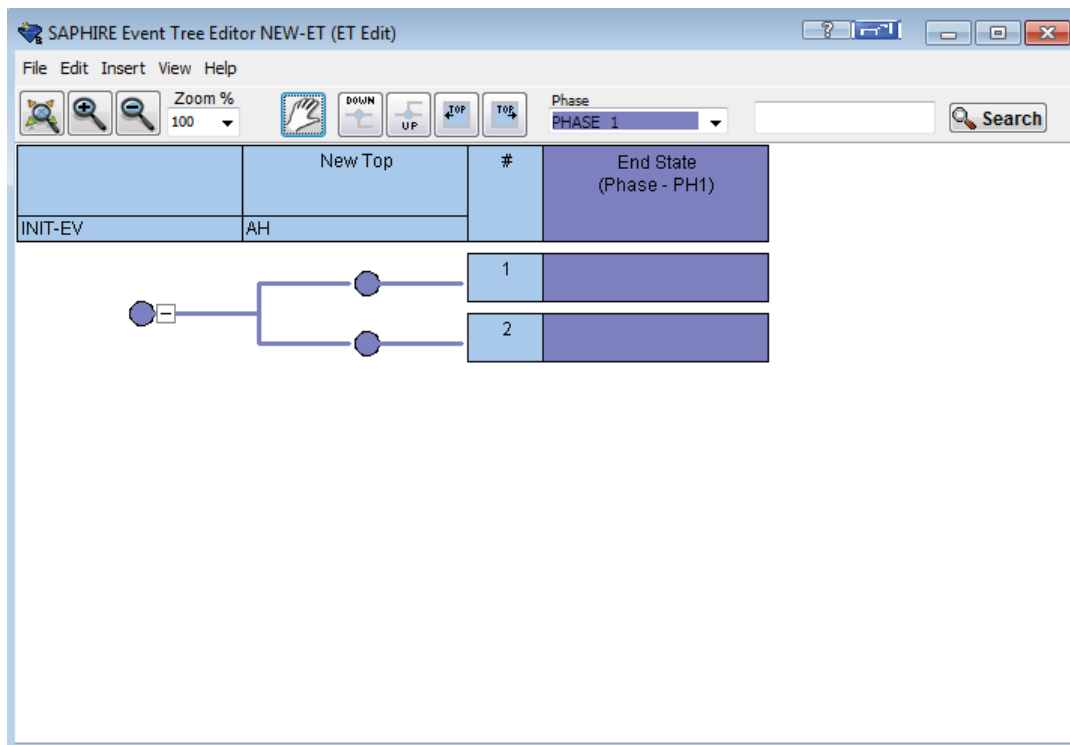 SAPHIRE Event Tree Editor NEW-ET (ET Edit)
?
File Edit Insert View Help
Zoom %
100
DOWN
UP
TOP
TOP
Phase
PHASE 1
Search
New Top
#
End State
(Phase - PH1)
INIT-EV
AH
1
2